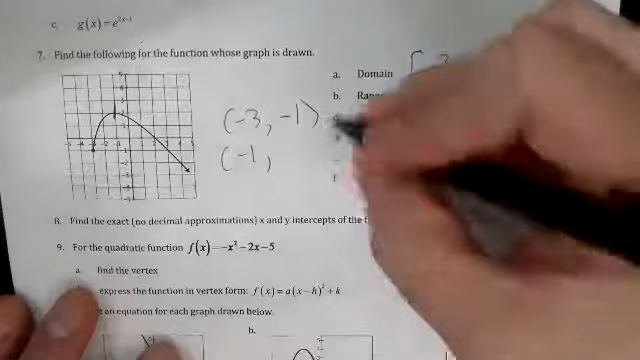 c. g(x)=e^{2x-1}
7. Find the following for the function whose graph is drawn.
a. Domain [
b. Range
(-3, -1)
(-1,
8. Find the exact (no decimal approximations) x and y intercepts of the f
9. For the quadratic function f(x)=-x²-2x-5
a. find the vertex
express the function in vertex form: f(x)=a(x-h)²+k
an equation for each graph drawn below.
b.